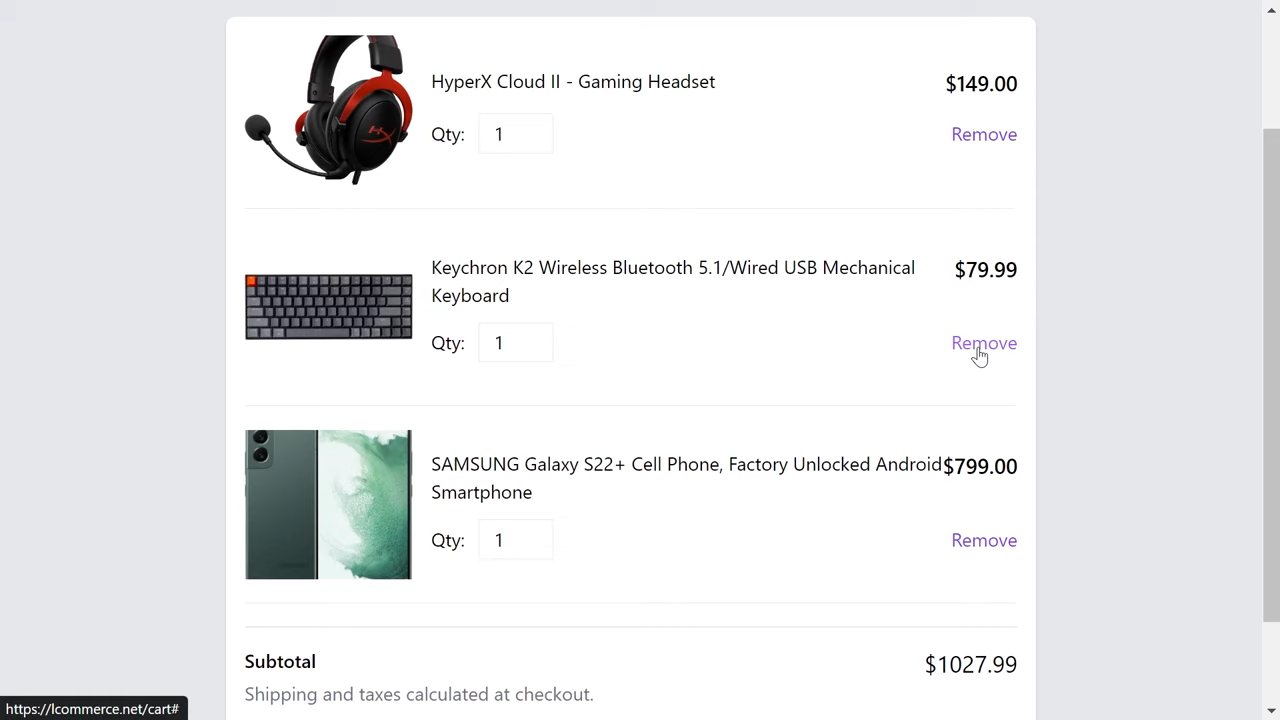 HyperX Cloud II - Gaming Headset
$149.00
Qty: 1
Remove
Keychron K2 Wireless Bluetooth 5.1/Wired USB Mechanical
Keyboard
$79.99
Qty: 1
Remove
SAMSUNG Galaxy S22+ Cell Phone, Factory Unlocked Android
Smartphone
$799.00
Qty: 1
Remove
Subtotal
$1027.99
Shipping and taxes calculated at checkout.
https://lcommerce.net/cart#